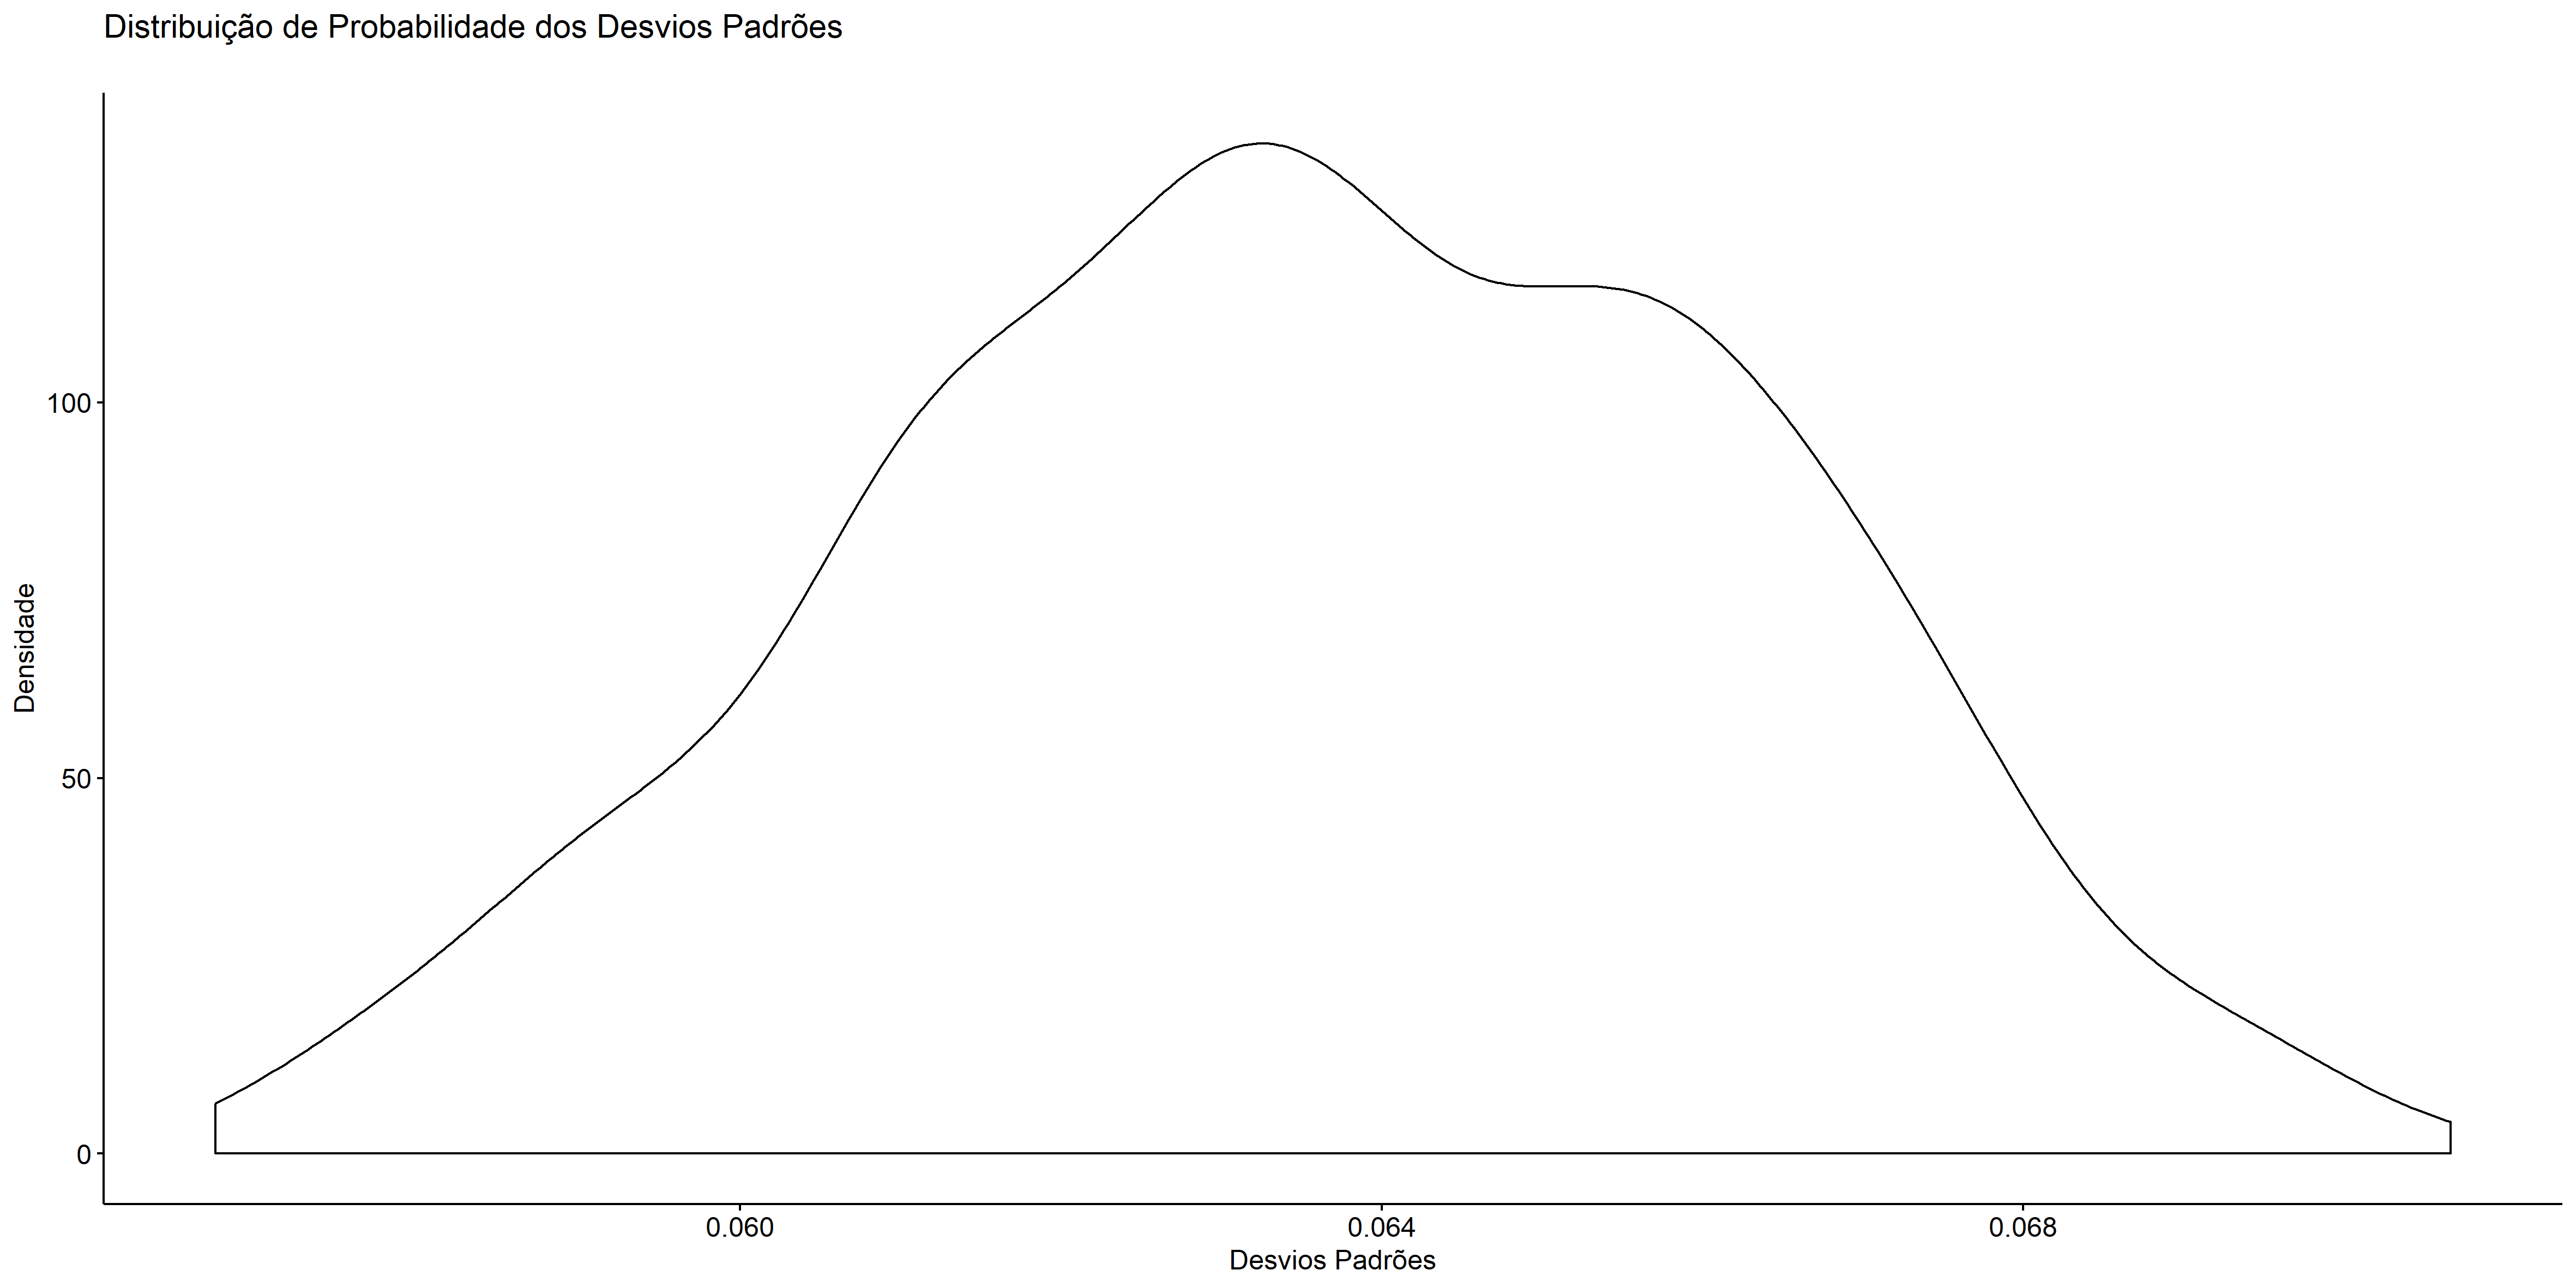 Distribuição de Probabilidade dos Desvios Padrões
Densidade
100
50
0
0.060
0.064
0.068
Desvios Padrões